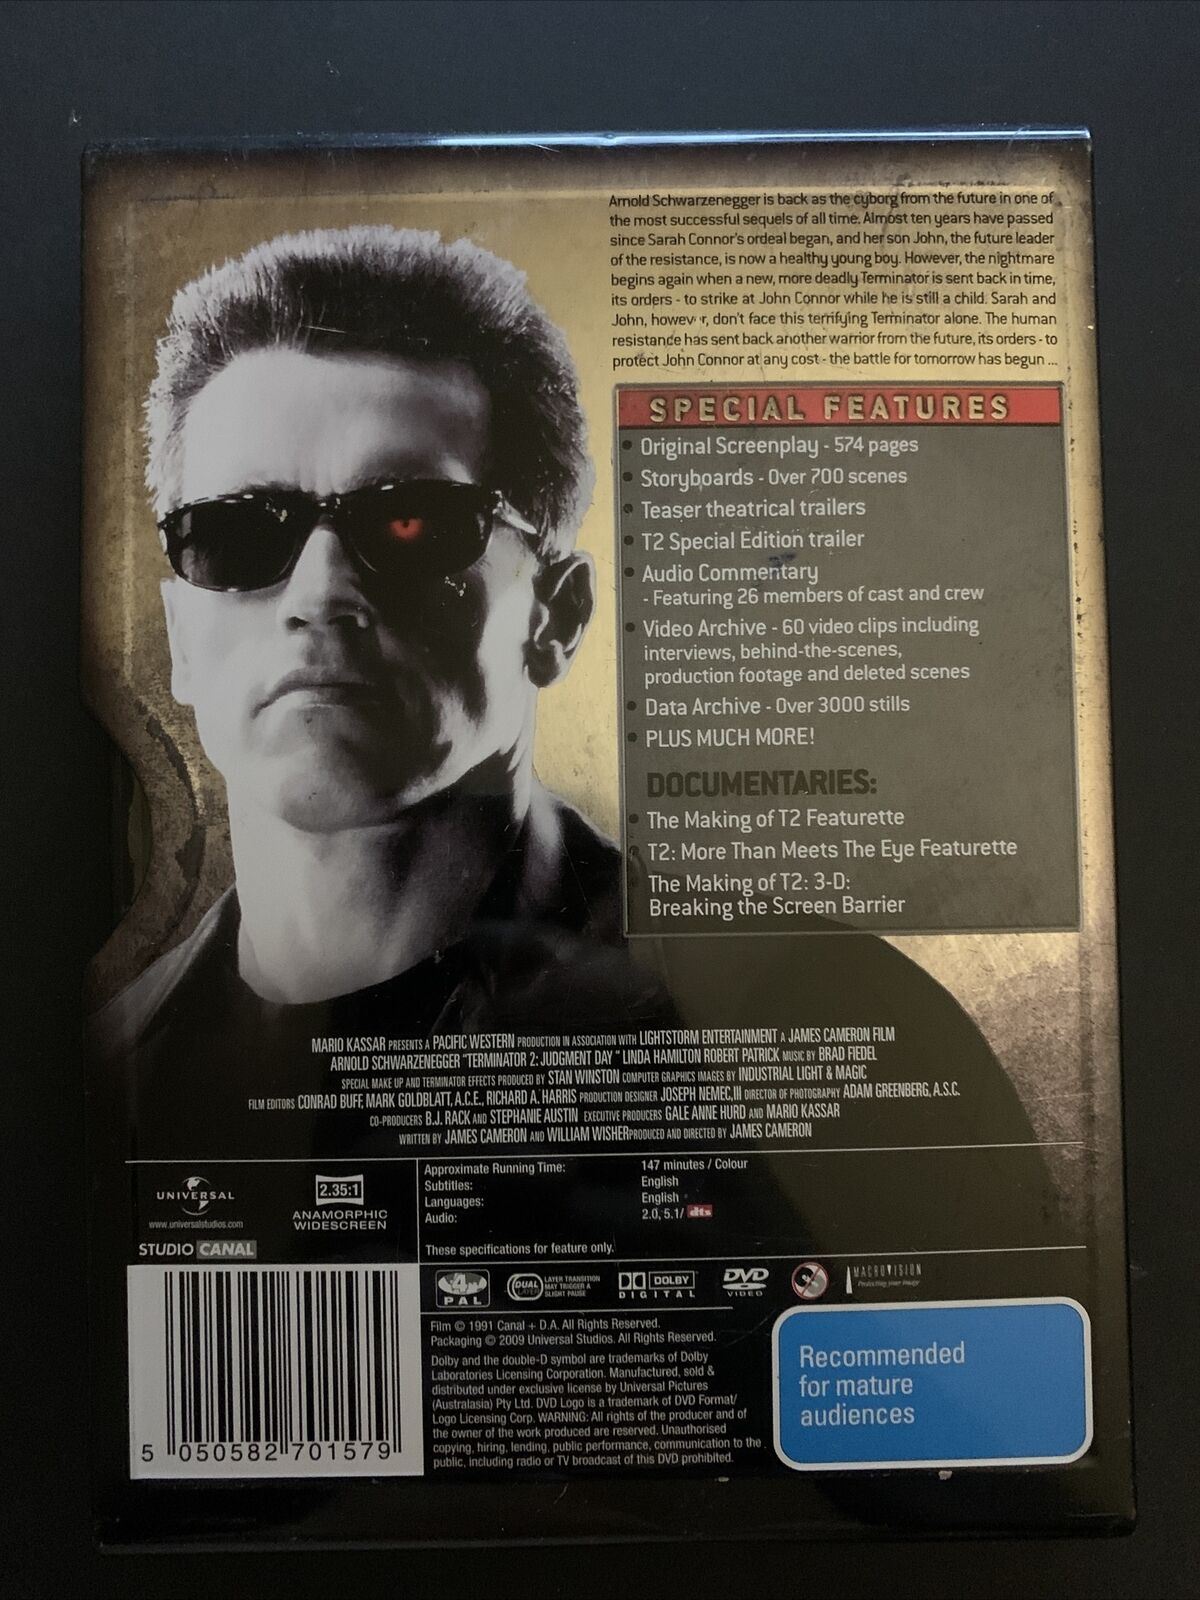 Arnold Schwarzenegger is back as the cyborg from the future in one of
the most successful sequels of all time. Almost ten years have passed
since Sarah Connor's ordeal began, and her son John, the future leader
of the resistance, is now a healthy young boy. However, the nightmare
begins again when a new, more deadly Terminator is sent back in time,
its orders - to strike at John Connor while he is still a child. Sarah and
John, however, don't face this terrifying Terminator alone. The human
resistance has sent back another warrior from the future, its orders - to
protect John Connor at any cost - the battle for tomorrow has begun ...
SPECIAL FEATURES
• Original Screenplay - 574 pages
• Storyboards - Over 700 scenes
• Teaser theatrical trailers
• T2 Special Edition trailer
• Audio Commentary
- Featuring 26 members of cast and crew
• Video Archive - 60 video clips including
interviews, behind-the-scenes,
production footage and deleted scenes
• Data Archive - Over 3000 stills
• PLUS MUCH MORE!
DOCUMENTARIES:
• The Making of T2 Featurette
• T2: More Than Meets The Eye Featurette
• The Making of T2: 3-D:
Breaking the Screen Barrier
MARIO KASSAR PRESENTS A PACIFIC WESTERN PRODUCTION IN ASSOCIATION WITH LIGHTSTORM ENTERTAINMENT A JAMES CAMERON FILM
ARNOLD SCHWARZENEGGER "TERMINATOR 2: JUDGMENT DAY" LINDA HAMILTON ROBERT PATRICK MUSIC BY BRAD FIEDEL
SPECIAL MAKE UP AND TERMINATOR EFFECTS PRODUCED BY STAN WINSTON COMPUTER GRAPHICS IMAGES BY INDUSTRIAL LIGHT & MAGIC
FILM EDITORS CONRAD BUFF, MARK GOLDBLATT, A.C.E., RICHARD A. HARRIS PRODUCTION DESIGNER JOSEPH NEMEC, III DIRECTOR OF PHOTOGRAPHY ADAM GREENBERG, A.S.C.
CO-PRODUCERS B.J. RACK AND STEPHANIE AUSTIN EXECUTIVE PRODUCERS GALE ANNE HURD AND MARIO KASSAR
WRITTEN BY JAMES CAMERON AND WILLIAM WISHER PRODUCED AND DIRECTED BY JAMES CAMERON
UNIVERSAL
www.universalstudios.com
STUDIO CANAL
2.35:1
ANAMORPHIC
WIDESCREEN
Approximate Running Time: 147 minutes / Colour
Subtitles: English
Languages: English
Audio: 2.0, 5.1/ dts
These specifications for feature only.
4
PAL
DUAL LAYER
LAYER TRANSITION
MAY TRIGGER A
SLIGHT PAUSE
DOLBY
DIGITAL
DVD
VIDEO
MACROVISION
Protecting your image
Film © 1991 Canal + D.A. All Rights Reserved.
Packaging © 2009 Universal Studios. All Rights Reserved.
Dolby and the double-D symbol are trademarks of Dolby
Laboratories Licensing Corporation. Manufactured, sold &
distributed under exclusive license by Universal Pictures
(Australasia) Pty Ltd. DVD Logo is a trademark of DVD Format/
Logo Licensing Corp. WARNING: All rights of the producer and of
the owner of the work produced are reserved. Unauthorised
copying, hiring, lending, public performance, communication to the
public, including radio or TV broadcast of this DVD prohibited.
Recommended
for mature
audiences
5 050582 701579